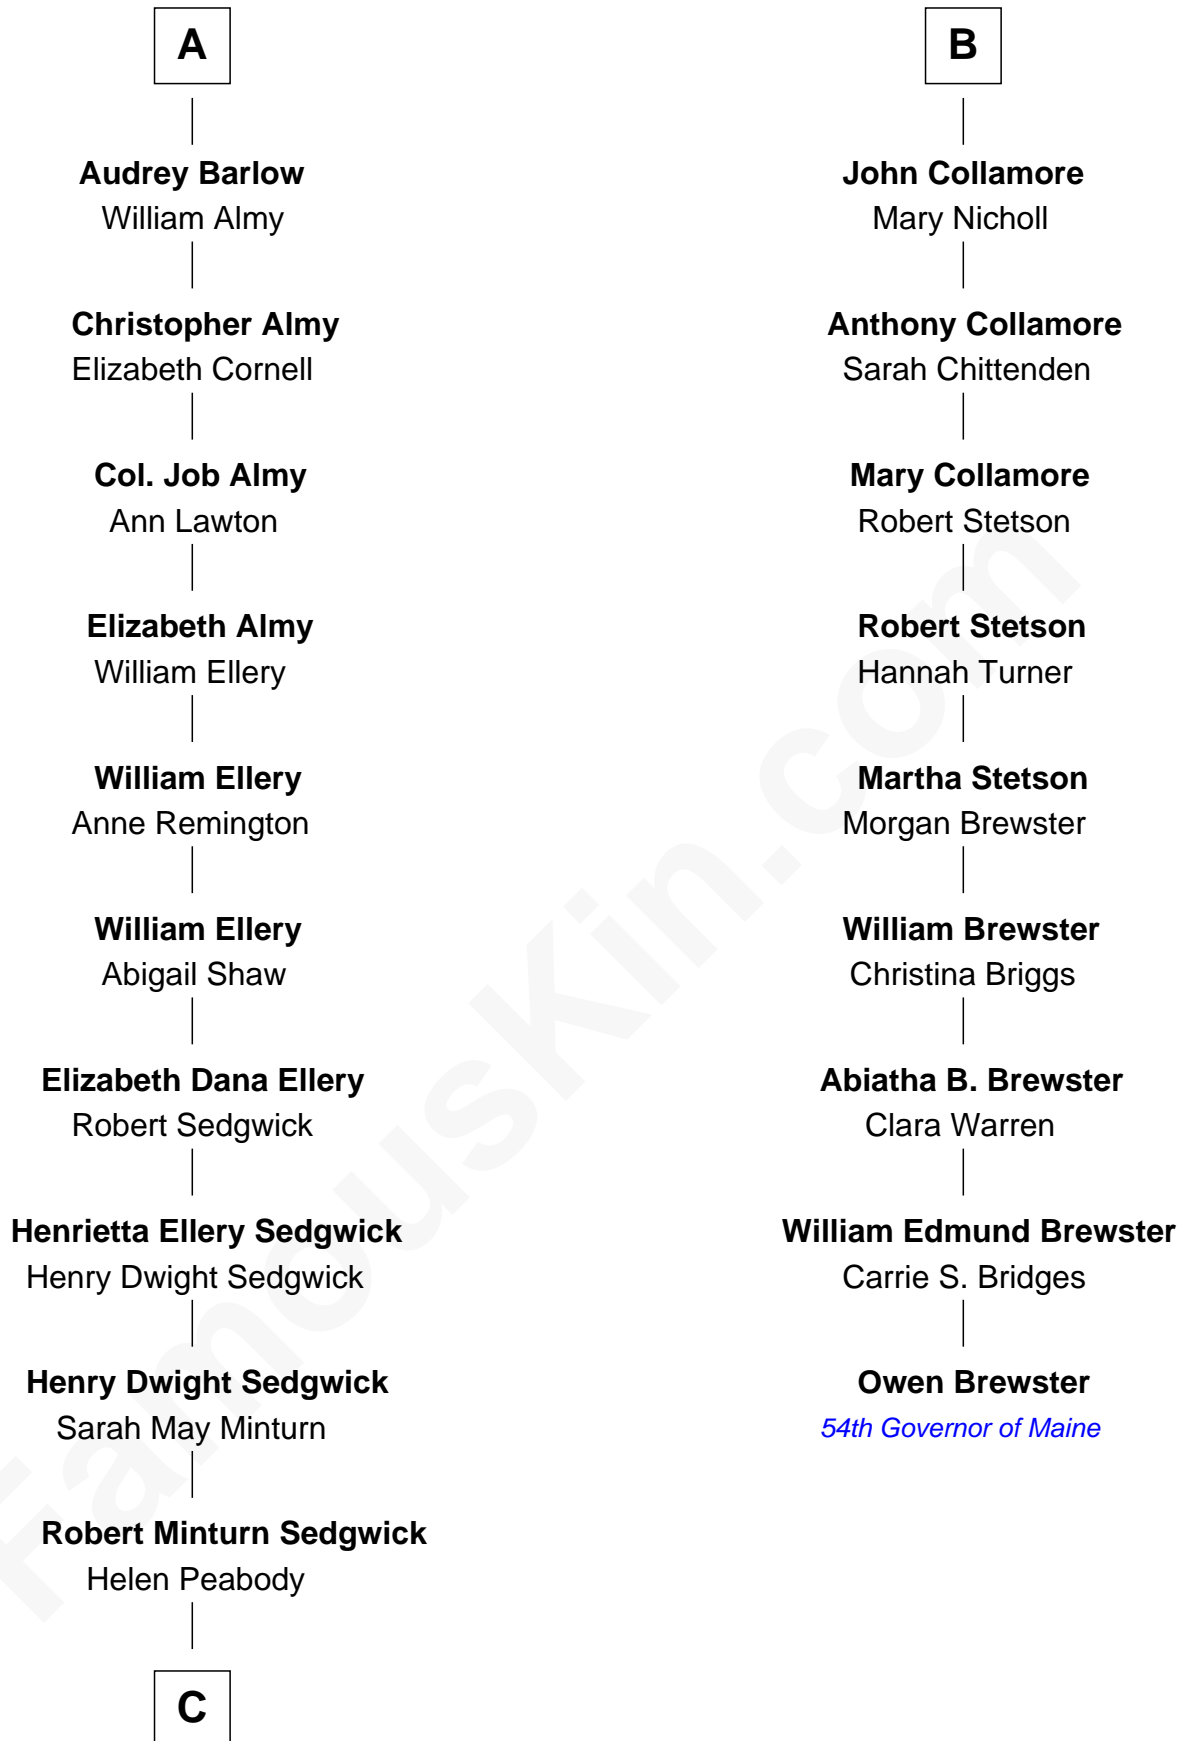 A
Audrey Barlow
William Almy
Christopher Almy
Elizabeth Cornell
Col. Job Almy
Ann Lawton
Elizabeth Almy
William Ellery
William Ellery
Anne Remington
William Ellery
Abigail Shaw
Elizabeth Dana Ellery
Robert Sedgwick
Henrietta Ellery Sedgwick
Henry Dwight Sedgwick
Henry Dwight Sedgwick
Sarah May Minturn
Robert Minturn Sedgwick
Helen Peabody
C
B
John Collamore
Mary Nicholl
Anthony Collamore
Sarah Chittenden
Mary Collamore
Robert Stetson
Robert Stetson
Hannah Turner
Martha Stetson
Morgan Brewster
William Brewster
Christina Briggs
Abiatha B. Brewster
Clara Warren
William Edmund Brewster
Carrie S. Bridges
Owen Brewster
54th Governor of Maine
FamousKin.com